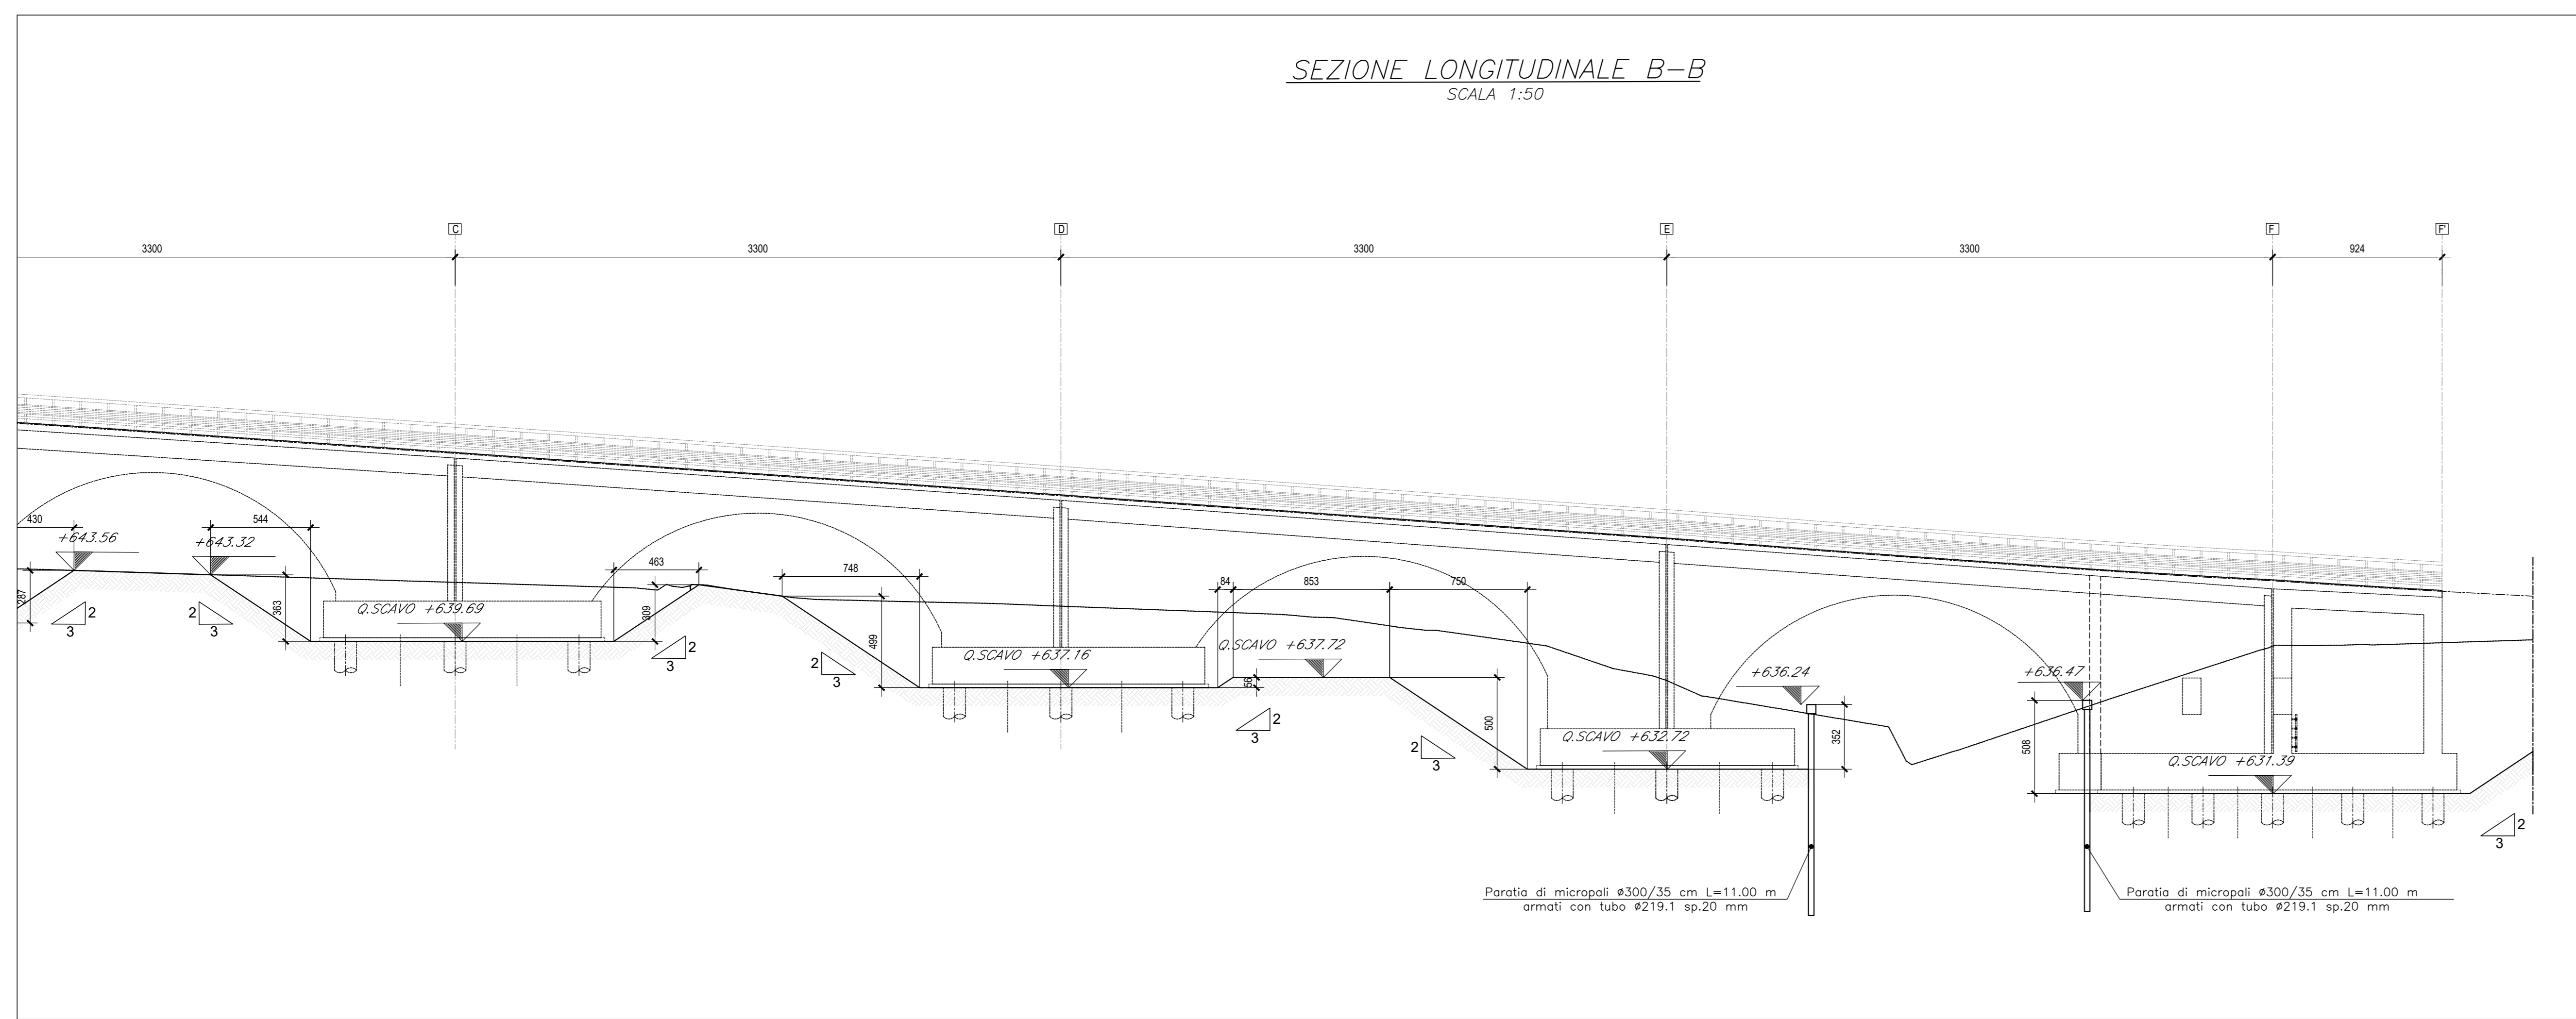 SEZIONE LONGITUDINALE B-B
SCALA 1:50
C
D
E
F
F'
3300
3300
3300
3300
924
430
544
463
748
84
853
750
+643.56
+643.32
287
363
309
499
56
500
352
508
Q.SCAVO +639.69
Q.SCAVO +637.16
Q.SCAVO +637.72
Q.SCAVO +632.72
+636.24
+636.47
Q.SCAVO +631.39
2
3
2
3
2
3
2
3
2
3
2
3
2
3
Paratia di micropali ø300/35 cm L=11.00 m
armati con tubo ø219.1 sp.20 mm
Paratia di micropali ø300/35 cm L=11.00 m
armati con tubo ø219.1 sp.20 mm